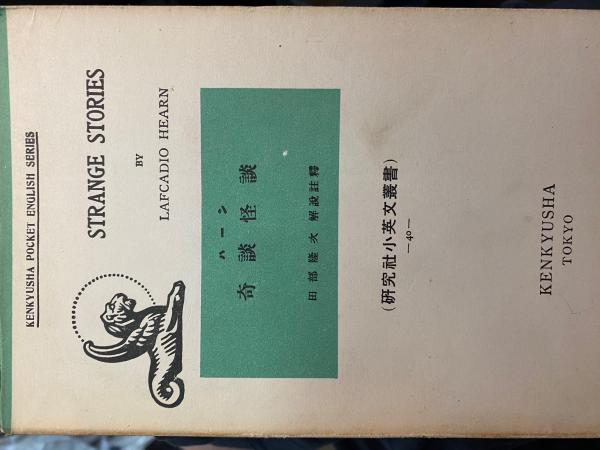 KENKYUSHA POCKET ENGLISH SERIES
STRANGE STORIES
BY
LAFCADIO HEARN
ハーン
奇談怪談
田部隆次 解説註釋
(研究社小英文叢書)
—40—
KENKYUSHA
TOKYO